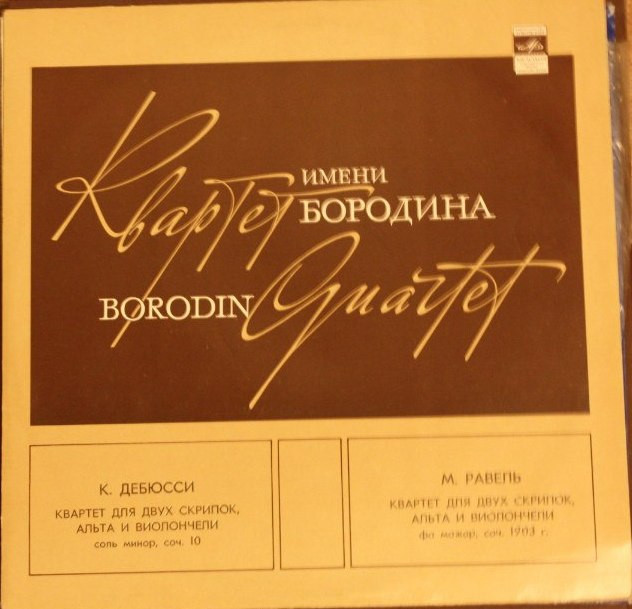 Квартет ИМЕНИ
БОРОДИНА
BORODIN Quartet
К. ДЕБЮССИ
КВАРТЕТ ДЛЯ ДВУХ СКРИПОК,
АЛЬТА И ВИОЛОНЧЕЛИ
соль минор, соч. 10
М. РАВЕЛЬ
КВАРТЕТ ДЛЯ ДВУХ СКРИПОК,
АЛЬТА И ВИОЛОНЧЕЛИ
фа мажор, соч. 1903 г.